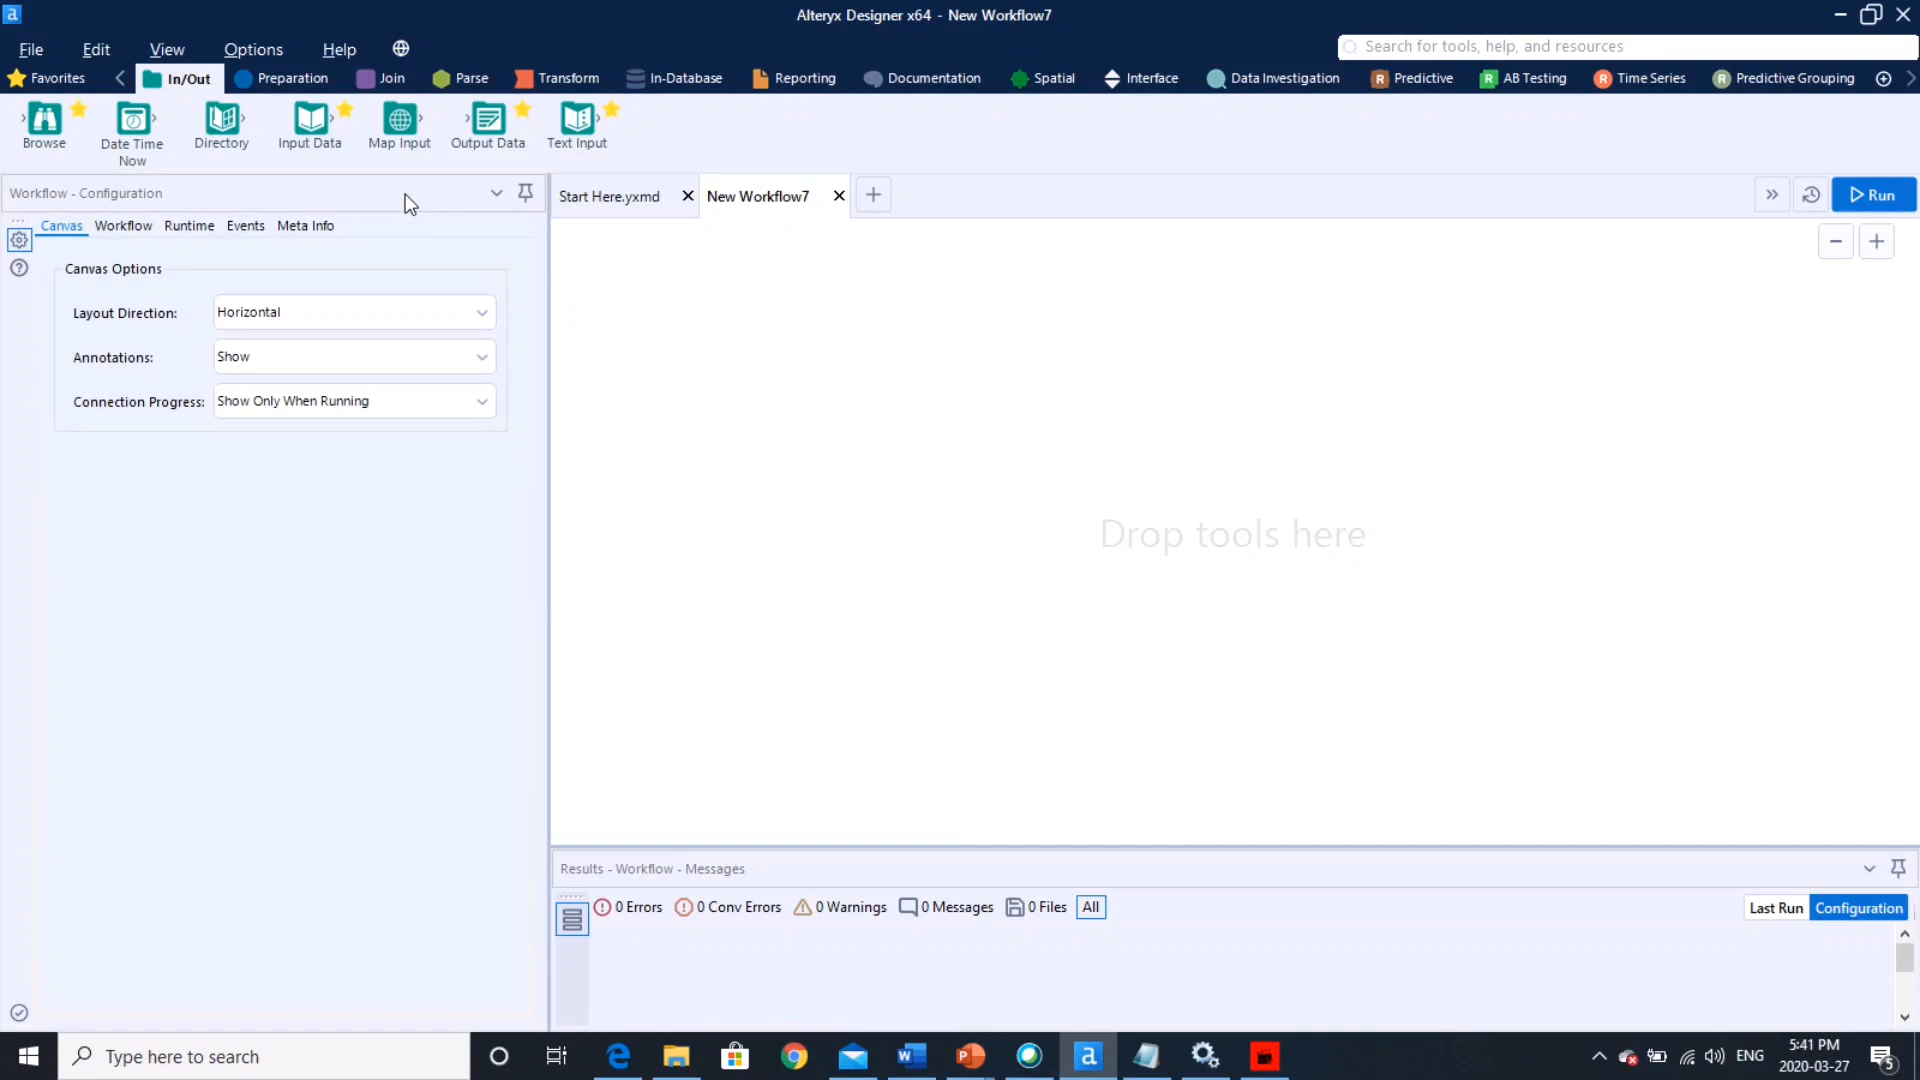 a
Alteryx Designer x64 - New Workflow7
File Edit View Options Help
Search for tools, help, and resources
Favorites In/Out Preparation Join Parse Transform In-Database Reporting Documentation Spatial Interface Data Investigation R Predictive R AB Testing R Time Series R Predictive Grouping
Browse Date Time Now Directory Input Data Map Input Output Data Text Input
Workflow - Configuration
Start Here.yxmd New Workflow7 Run
Canvas Workflow Runtime Events Meta Info
Canvas Options
Layout Direction: Horizontal
Annotations: Show
Connection Progress: Show Only When Running
Drop tools here
Results - Workflow - Messages
0 Errors 0 Conv Errors 0 Warnings 0 Messages 0 Files All Last Run Configuration
Type here to search
a
ENG
5:41 PM
2020-03-27
5